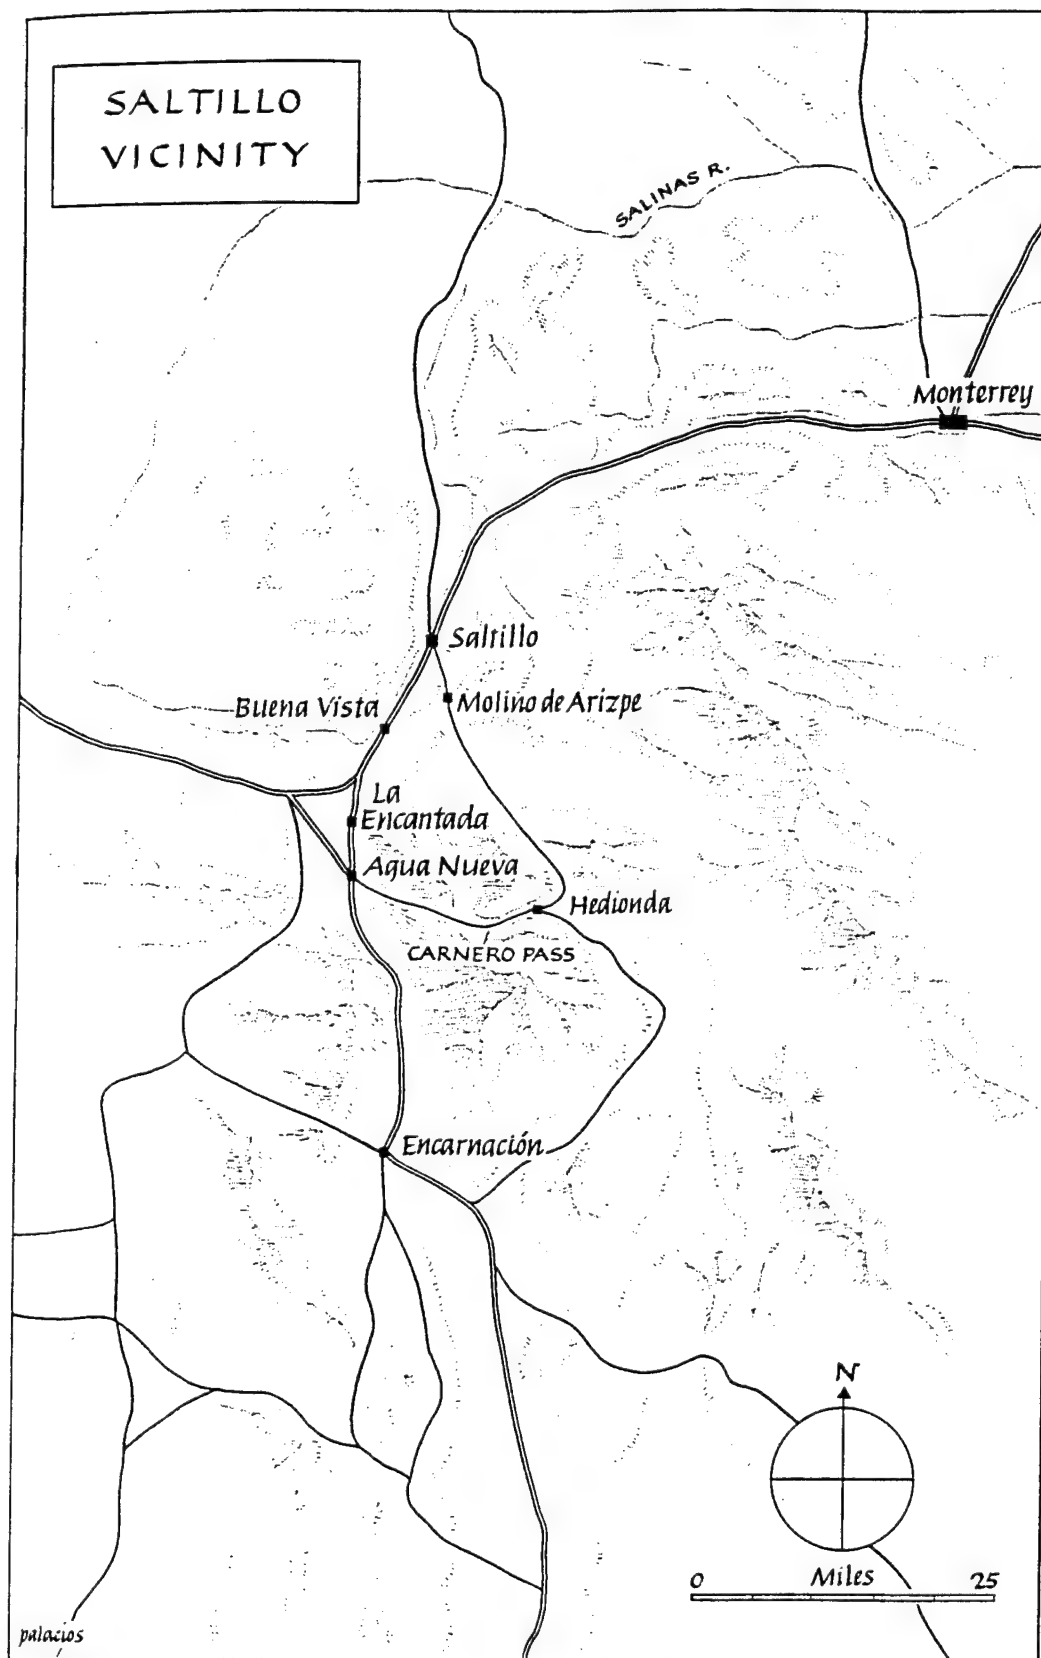 SALTILLO
VICINITY
SALINAS R.
Monterrey
Saltillo
Buena Vista
Molino de Arizpe
La
Encantada
Agua Nueva
Hedionda
CARNERO PASS
Encarnación
N
0 Miles 25
palacios